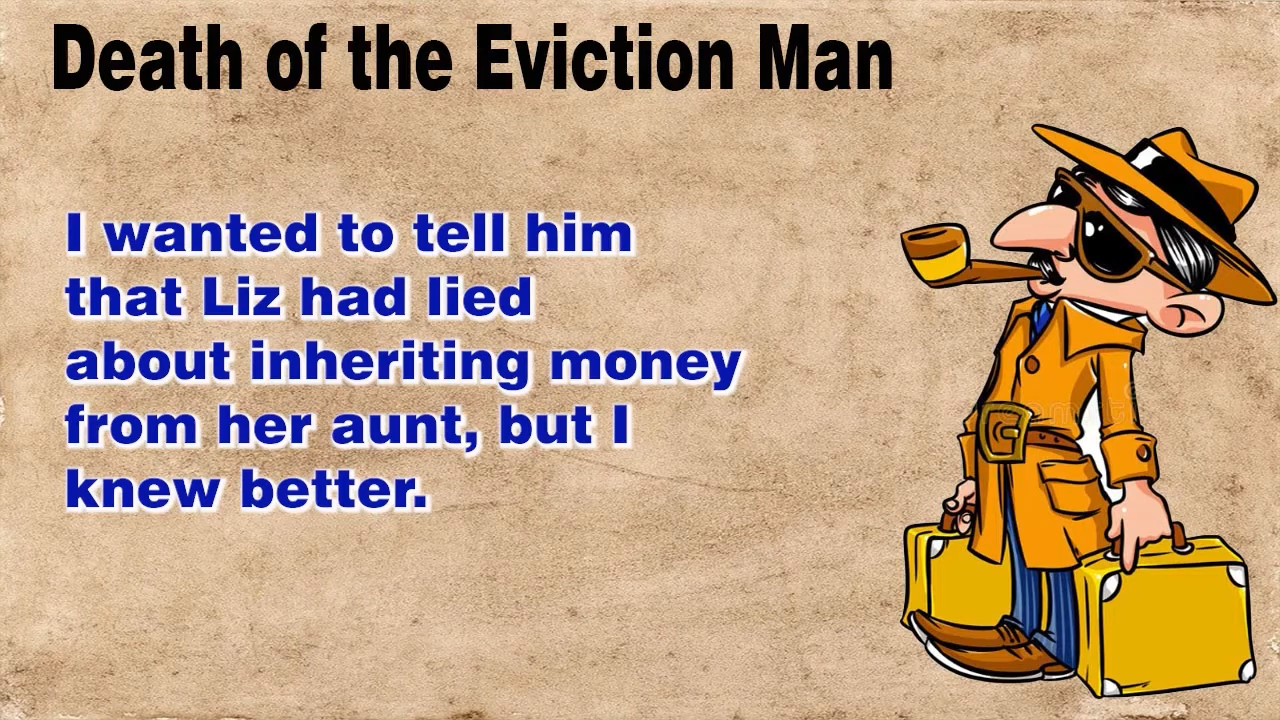 Death of the Eviction Man
I wanted to tell him
that Liz had lied
about inheriting money
from her aunt, but I
knew better.